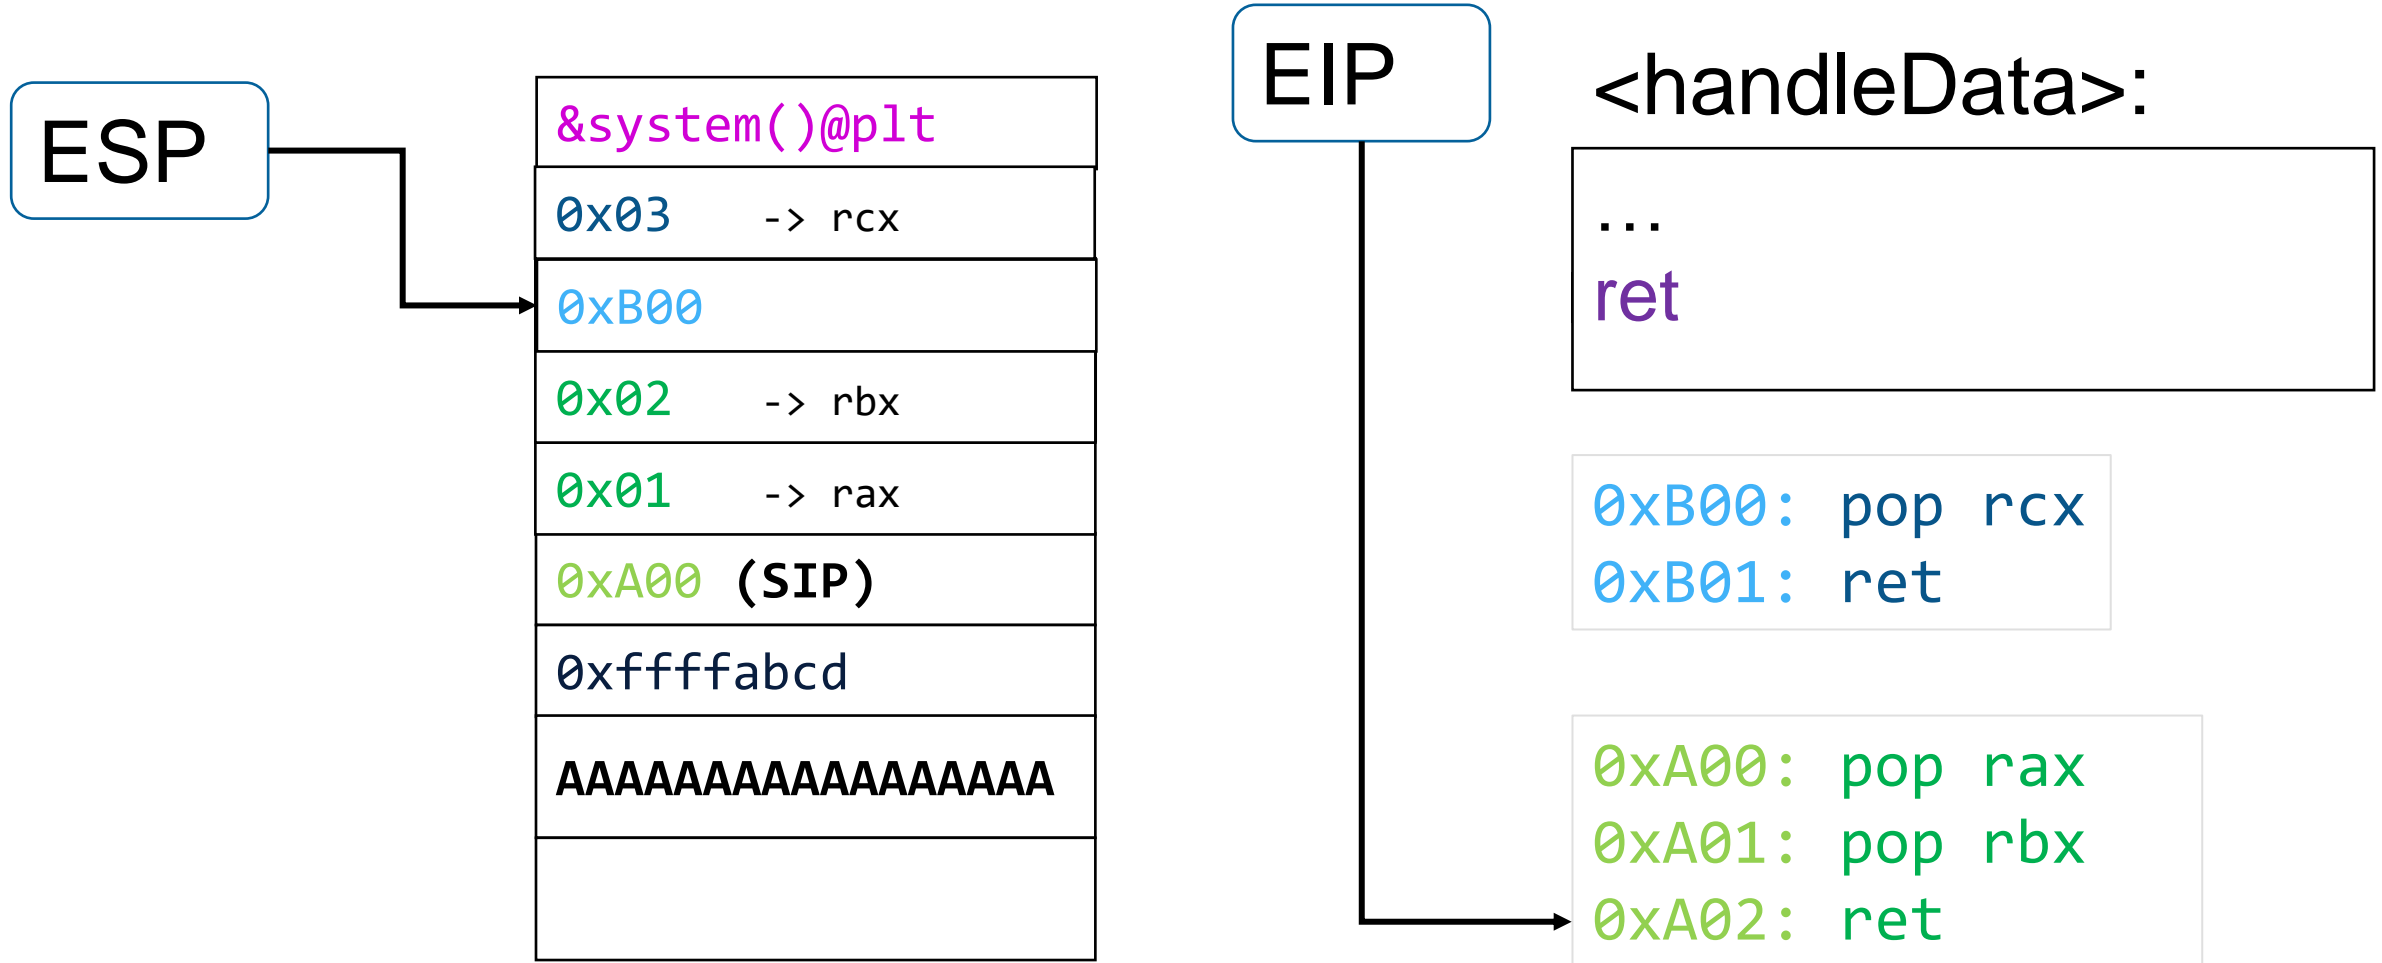 ESP
&system()@plt
0x03 -> rcx
0xB00
0x02 -> rbx
0x01 -> rax
0xA00 (SIP)
0xffffabcd
AAAAAAAAAAAAAAAAA
EIP
<handleData>:
...
ret
0xB00: pop rcx
0xB01: ret
0xA00: pop rax
0xA01: pop rbx
0xA02: ret